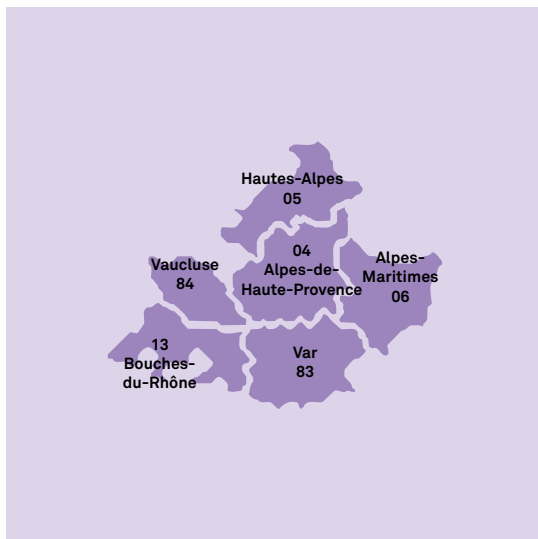 Hautes-Alpes
05
04
Alpes-de-
Haute-Provence
Alpes-
Maritimes
06
Vaucluse
84
13
Bouches-
du-Rhône
Var
83